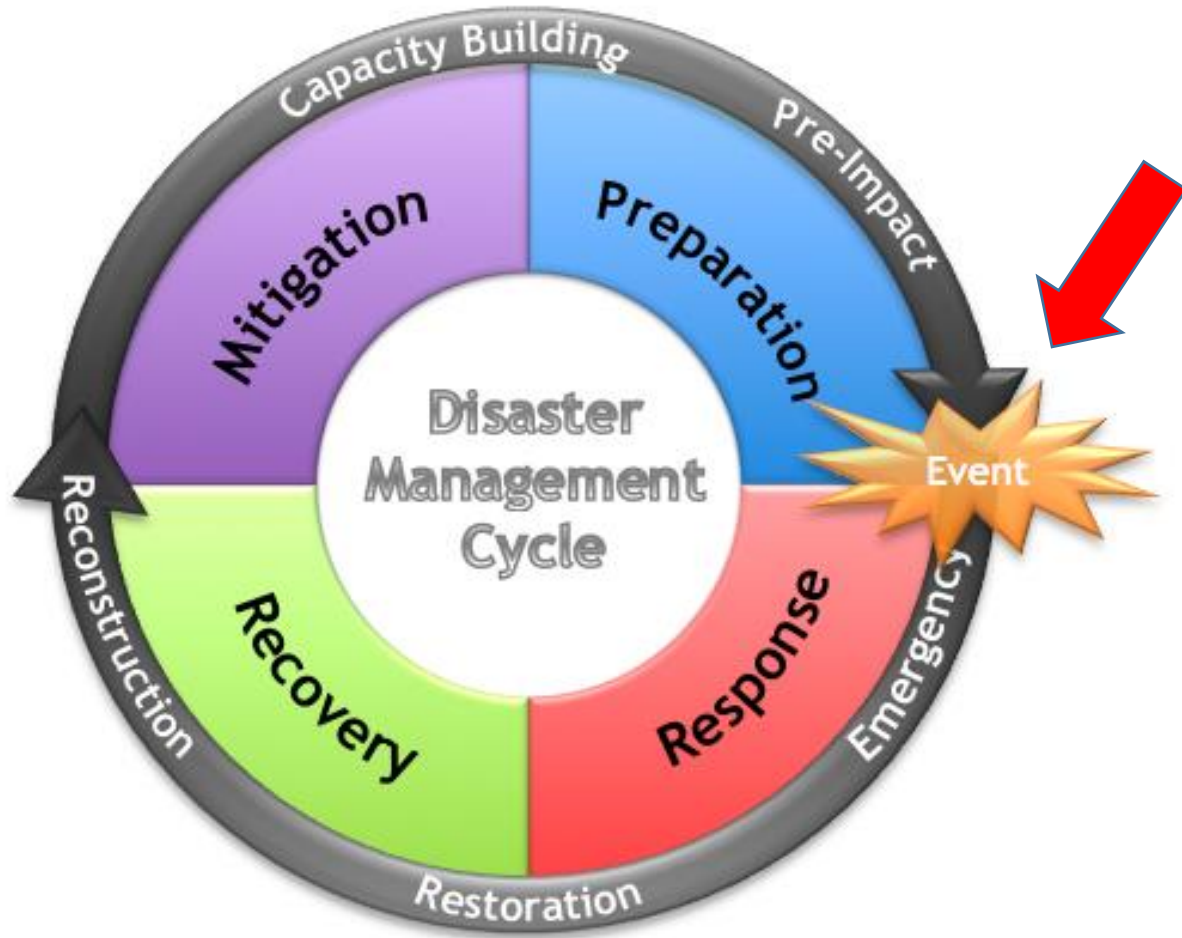 Capacity Building
Pre-Impact
Mitigation
Preparation
Disaster
Management
Cycle
Event
Reconstruction
Recovery
Response
Emergency
Restoration